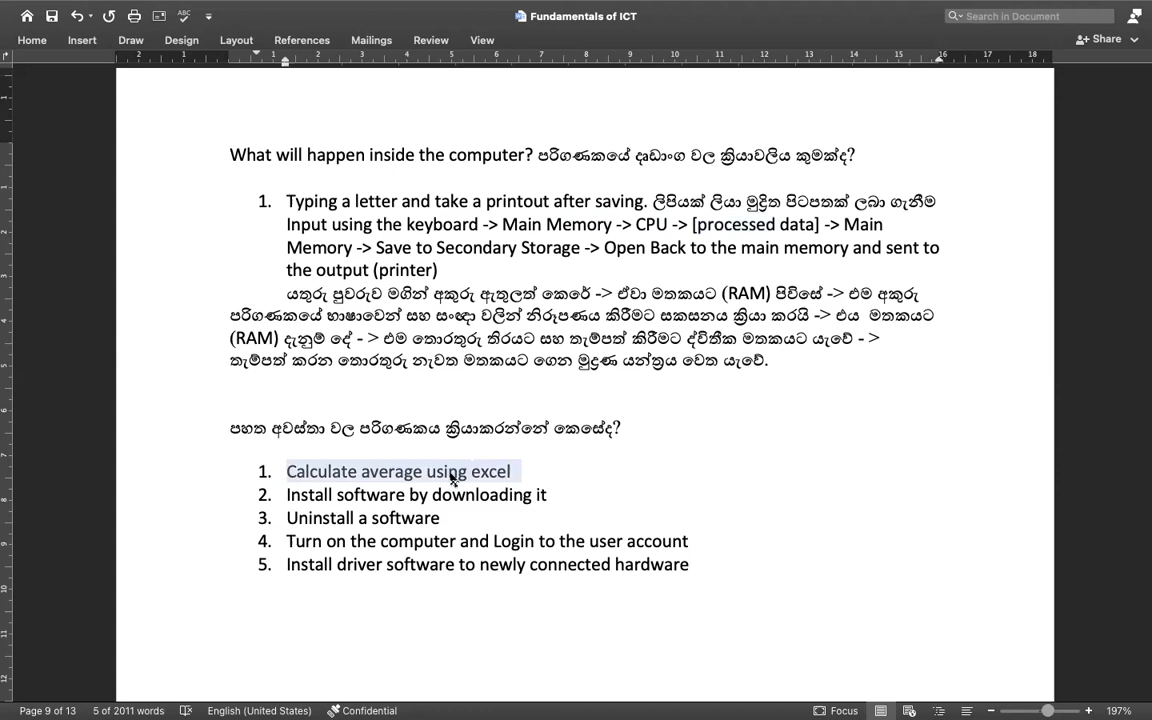 Fundamentals of ICT
Search in Document
Home Insert Draw Design Layout References Mailings Review View
Share
What will happen inside the computer? පරිගණකයේ දෘඩාංග වල ක්‍රියාවලිය කුමක්ද?
1. Typing a letter and take a printout after saving. ලිපියක් ලියා මුද්‍රිත පිටපතක් ලබා ගැනීම
Input using the keyboard -> Main Memory -> CPU -> [processed data] -> Main
Memory -> Save to Secondary Storage -> Open Back to the main memory and sent to
the output (printer)
යතුරු පුවරුව මගින් අකුරු ඇතුලත් කෙරේ -> ඒවා මතකයට (RAM) පිවිසේ -> එම අකුරු
පරිගණකයේ භාෂාවෙන් සහ සංඥා වලින් නිරූපණය කිරීමට සකසනය ක්‍රියා කරයි -> එය මතකයට
(RAM) දැනුම් දේ - > එම තොරතුරු තිරයට සහ තැම්පත් කිරීමට ද්විතීක මතකයට යැවේ - >
තැම්පත් කරන තොරතුරු නැවත මතකයට ගෙන මුද්‍රණ යන්ත්‍රය වෙත යැවේ.
පහත අවස්තා වල පරිගණකය ක්‍රියාකරන්නේ කෙසේද?
1. Calculate average using excel
2. Install software by downloading it
3. Uninstall a software
4. Turn on the computer and Login to the user account
5. Install driver software to newly connected hardware
Page 9 of 13 5 of 2011 words English (United States) Confidential Focus 197%